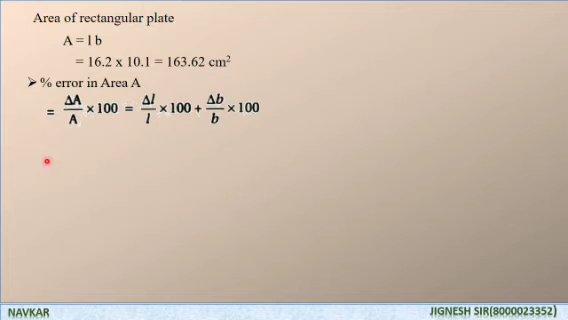 Area of rectangular plate
A = l b
= 16.2 x 10.1 = 163.62 cm²
➢ % error in Area A
= ΔA/A × 100 = Δl/l × 100 + Δb/b × 100
NAVKAR
JIGNESH SIR(8000023352)